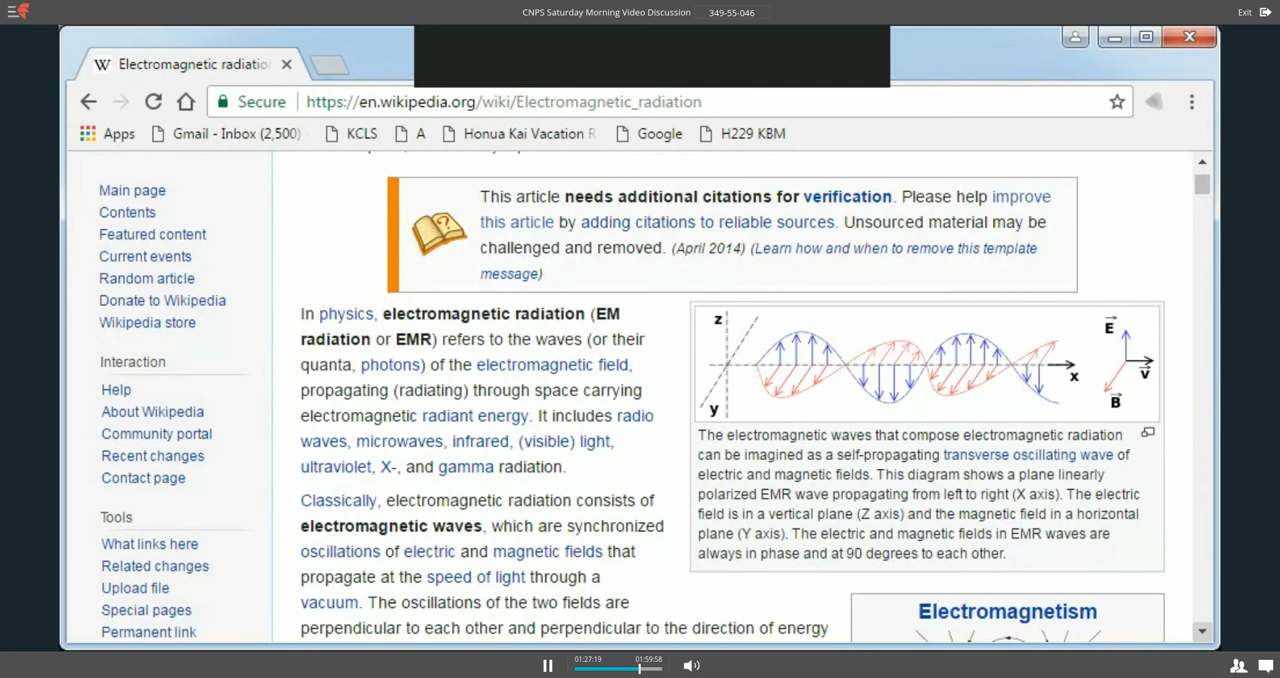 CNPS Saturday Morning Video Discussion 349-55-046 Exit
W Electromagnetic radiatio
Secure https://en.wikipedia.org/wiki/Electromagnetic_radiation
Apps Gmail - Inbox (2,500) KCLS A Honua Kai Vacation R Google H229 KBM
Main page
Contents
Featured content
Current events
Random article
Donate to Wikipedia
Wikipedia store
Interaction
Help
About Wikipedia
Community portal
Recent changes
Contact page
Tools
What links here
Related changes
Upload file
Special pages
Permanent link
This article needs additional citations for verification. Please help improve
this article by adding citations to reliable sources. Unsourced material may be
challenged and removed. (April 2014) (Learn how and when to remove this template
message)
In physics, electromagnetic radiation (EM
radiation or EMR) refers to the waves (or their
quanta, photons) of the electromagnetic field,
propagating (radiating) through space carrying
electromagnetic radiant energy. It includes radio
waves, microwaves, infrared, (visible) light,
ultraviolet, X-, and gamma radiation.
Classically, electromagnetic radiation consists of
electromagnetic waves, which are synchronized
oscillations of electric and magnetic fields that
propagate at the speed of light through a
vacuum. The oscillations of the two fields are
perpendicular to each other and perpendicular to the direction of energy
z
y
x
E
v
B
The electromagnetic waves that compose electromagnetic radiation
can be imagined as a self-propagating transverse oscillating wave of
electric and magnetic fields. This diagram shows a plane linearly
polarized EMR wave propagating from left to right (X axis). The electric
field is in a vertical plane (Z axis) and the magnetic field in a horizontal
plane (Y axis). The electric and magnetic fields in EMR waves are
always in phase and at 90 degrees to each other.
Electromagnetism
01:27:19 01:59:58